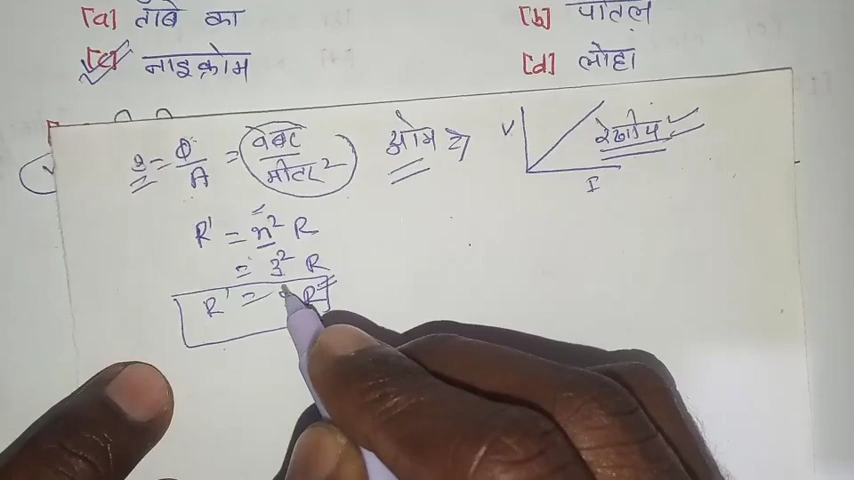 [a] ताँबे का [b] पीतल
[c] नाइक्रोम [d] लोहा
= Φ/A = वेबर/मीटर² ओम → V I रेखीय
R' = n² R
= 3² R
R' = R